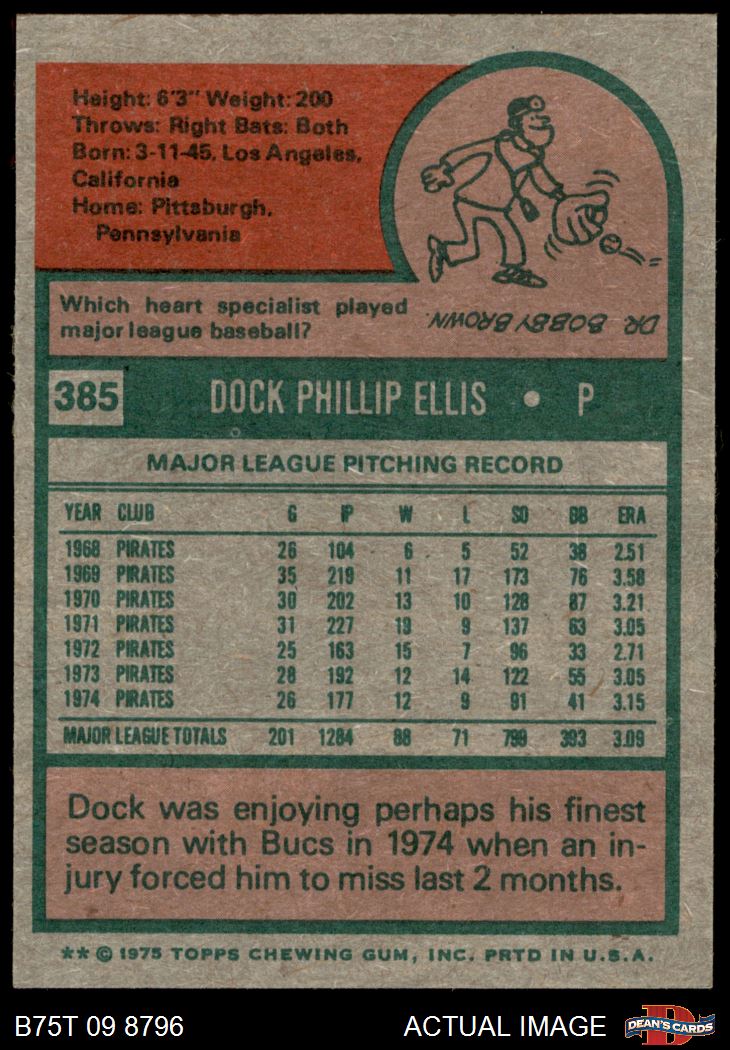 Height: 6'3" Weight: 200
Throws: Right Bats: Both
Born: 3-11-45, Los Angeles,
California
Home: Pittsburgh,
Pennsylvania
Which heart specialist played
major league baseball?
DR. BOBBY BROWN.
385 DOCK PHILLIP ELLIS • P
MAJOR LEAGUE PITCHING RECORD
YEAR CLUB G IP W L SO BB ERA
1968 PIRATES 26 104 6 5 52 38 2.51
1969 PIRATES 35 219 11 17 173 76 3.58
1970 PIRATES 30 202 13 10 128 87 3.21
1971 PIRATES 31 227 19 9 137 63 3.05
1972 PIRATES 25 163 15 7 96 33 2.71
1973 PIRATES 28 192 12 14 122 55 3.05
1974 PIRATES 26 177 12 9 91 41 3.15
MAJOR LEAGUE TOTALS 201 1284 88 71 799 393 3.09
Dock was enjoying perhaps his finest
season with Bucs in 1974 when an in-
jury forced him to miss last 2 months.
** © 1975 TOPPS CHEWING GUM, INC. PRTD IN U.S.A.
B75T 09 8796 ACTUAL IMAGE D DEAN'S CARDS